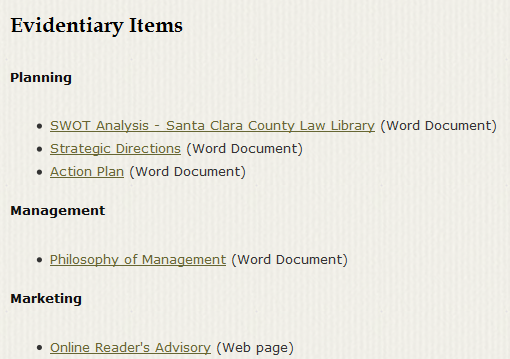 Evidentiary Items
Planning
SWOT Analysis - Santa Clara County Law Library (Word Document)
Strategic Directions (Word Document)
Action Plan (Word Document)
Management
Philosophy of Management (Word Document)
Marketing
Online Reader's Advisory (Web page)